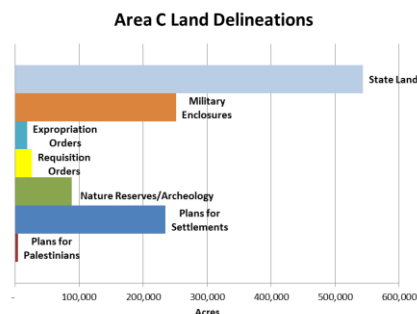 Area C Land Delineations
State Land
Military
Enclosures
Expropriation
Orders
Requisition
Orders
Nature Reserves/Archeology
Plans for
Settlements
Plans for
Palestinians
- 100,000 200,000 300,000 400,000 500,000 600,000
Acres